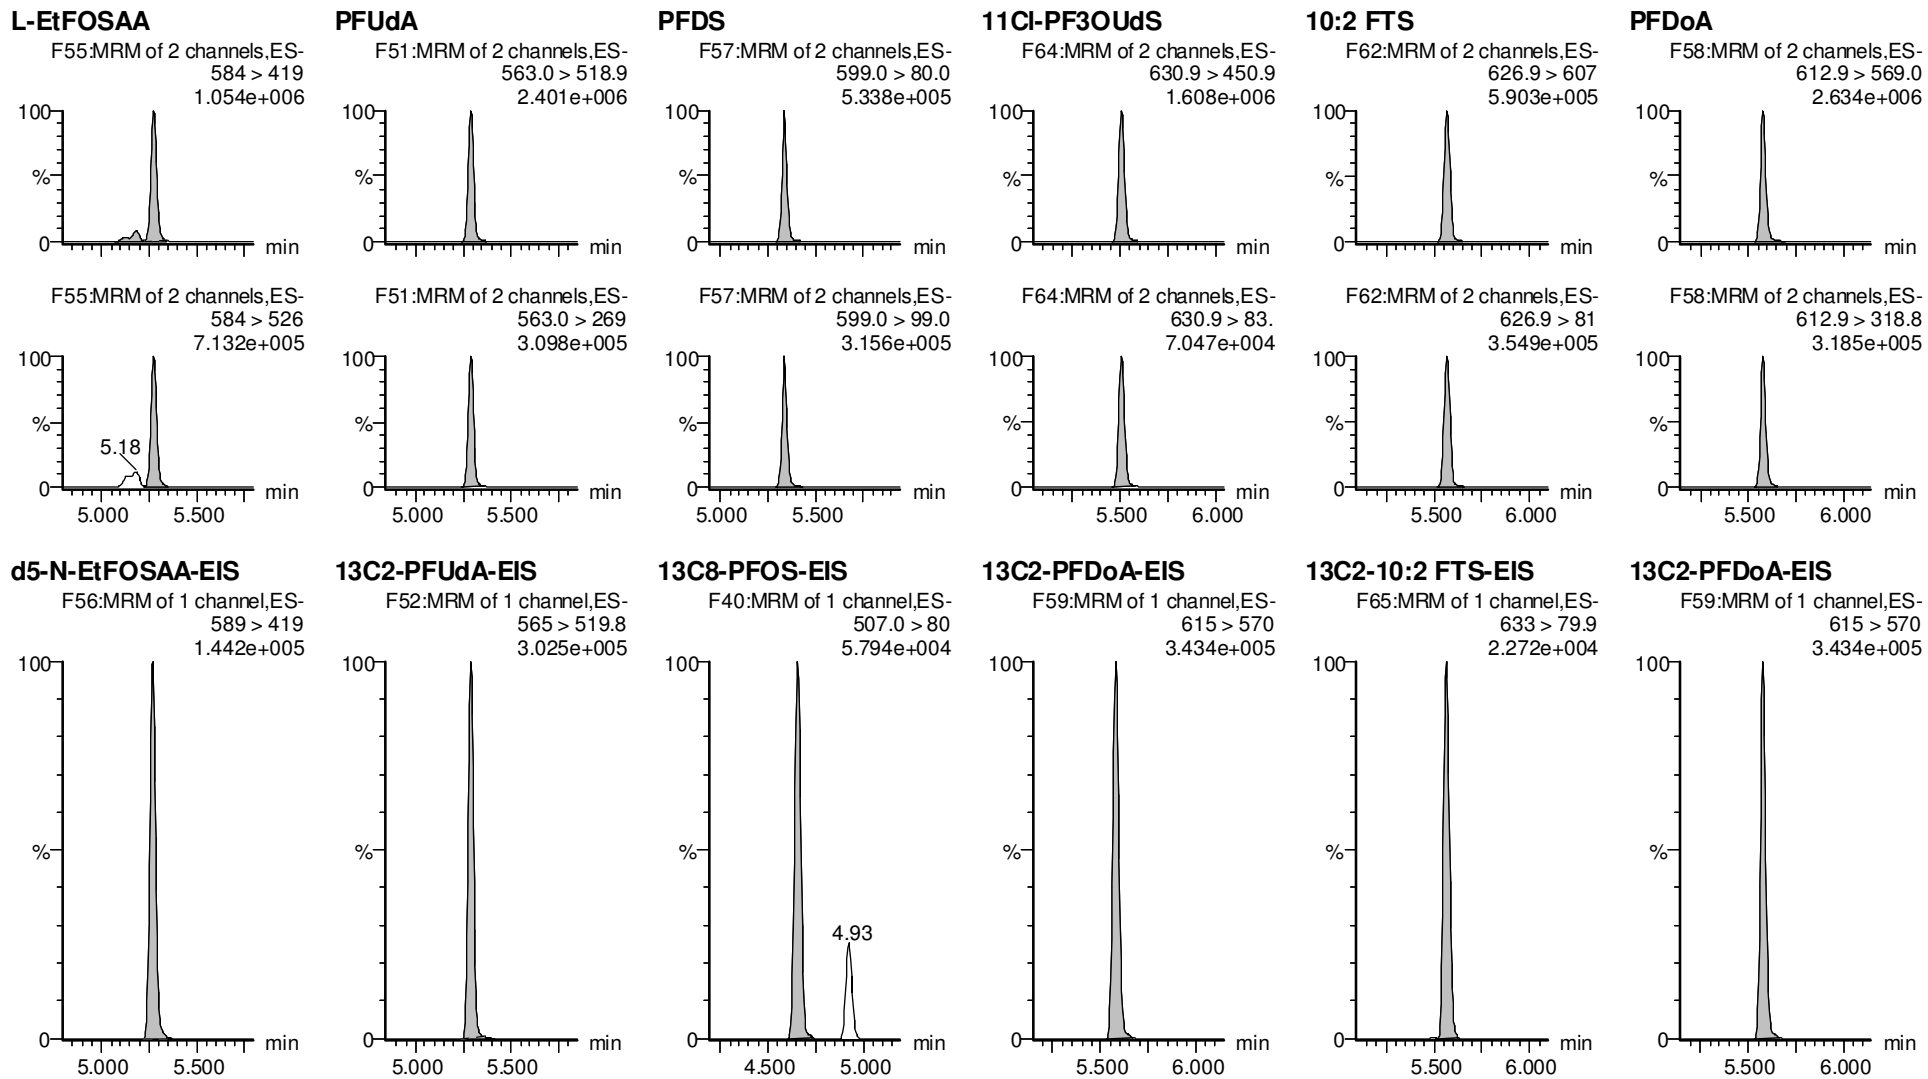 L-EtFOSAA
F55:MRM of 2 channels,ES-
584 > 419
1.054e+006
100
%
0
min
F55:MRM of 2 channels,ES-
584 > 526
7.132e+005
100
%
5.18
0
min
5.000 5.500
PFUdA
F51:MRM of 2 channels,ES-
563.0 > 518.9
2.401e+006
100
%
0
min
F51:MRM of 2 channels,ES-
563.0 > 269
3.098e+005
100
%
0
min
5.000 5.500
PFDS
F57:MRM of 2 channels,ES-
599.0 > 80.0
5.338e+005
100
%
0
min
F57:MRM of 2 channels,ES-
599.0 > 99.0
3.156e+005
100
%
0
min
5.000 5.500
11Cl-PF3OUdS
F64:MRM of 2 channels,ES-
630.9 > 450.9
1.608e+006
100
%
0
min
F64:MRM of 2 channels,ES-
630.9 > 83.
7.047e+004
100
%
0
min
5.500 6.000
10:2 FTS
F62:MRM of 2 channels,ES-
626.9 > 607
5.903e+005
100
%
0
min
F62:MRM of 2 channels,ES-
626.9 > 81
3.549e+005
100
%
0
min
5.500 6.000
PFDoA
F58:MRM of 2 channels,ES-
612.9 > 569.0
2.634e+006
100
%
0
min
F58:MRM of 2 channels,ES-
612.9 > 318.8
3.185e+005
100
%
0
min
5.500 6.000
d5-N-EtFOSAA-EIS
F56:MRM of 1 channel,ES-
589 > 419
1.442e+005
100
%
0
min
5.000 5.500
13C2-PFUdA-EIS
F52:MRM of 1 channel,ES-
565 > 519.8
3.025e+005
100
%
0
min
5.000 5.500
13C8-PFOS-EIS
F40:MRM of 1 channel,ES-
507.0 > 80
5.794e+004
100
%
4.93
0
min
4.500 5.000
13C2-PFDoA-EIS
F59:MRM of 1 channel,ES-
615 > 570
3.434e+005
100
%
0
min
5.500 6.000
13C2-10:2 FTS-EIS
F65:MRM of 1 channel,ES-
633 > 79.9
2.272e+004
100
%
0
min
5.500 6.000
13C2-PFDoA-EIS
F59:MRM of 1 channel,ES-
615 > 570
3.434e+005
100
%
0
min
5.500 6.000